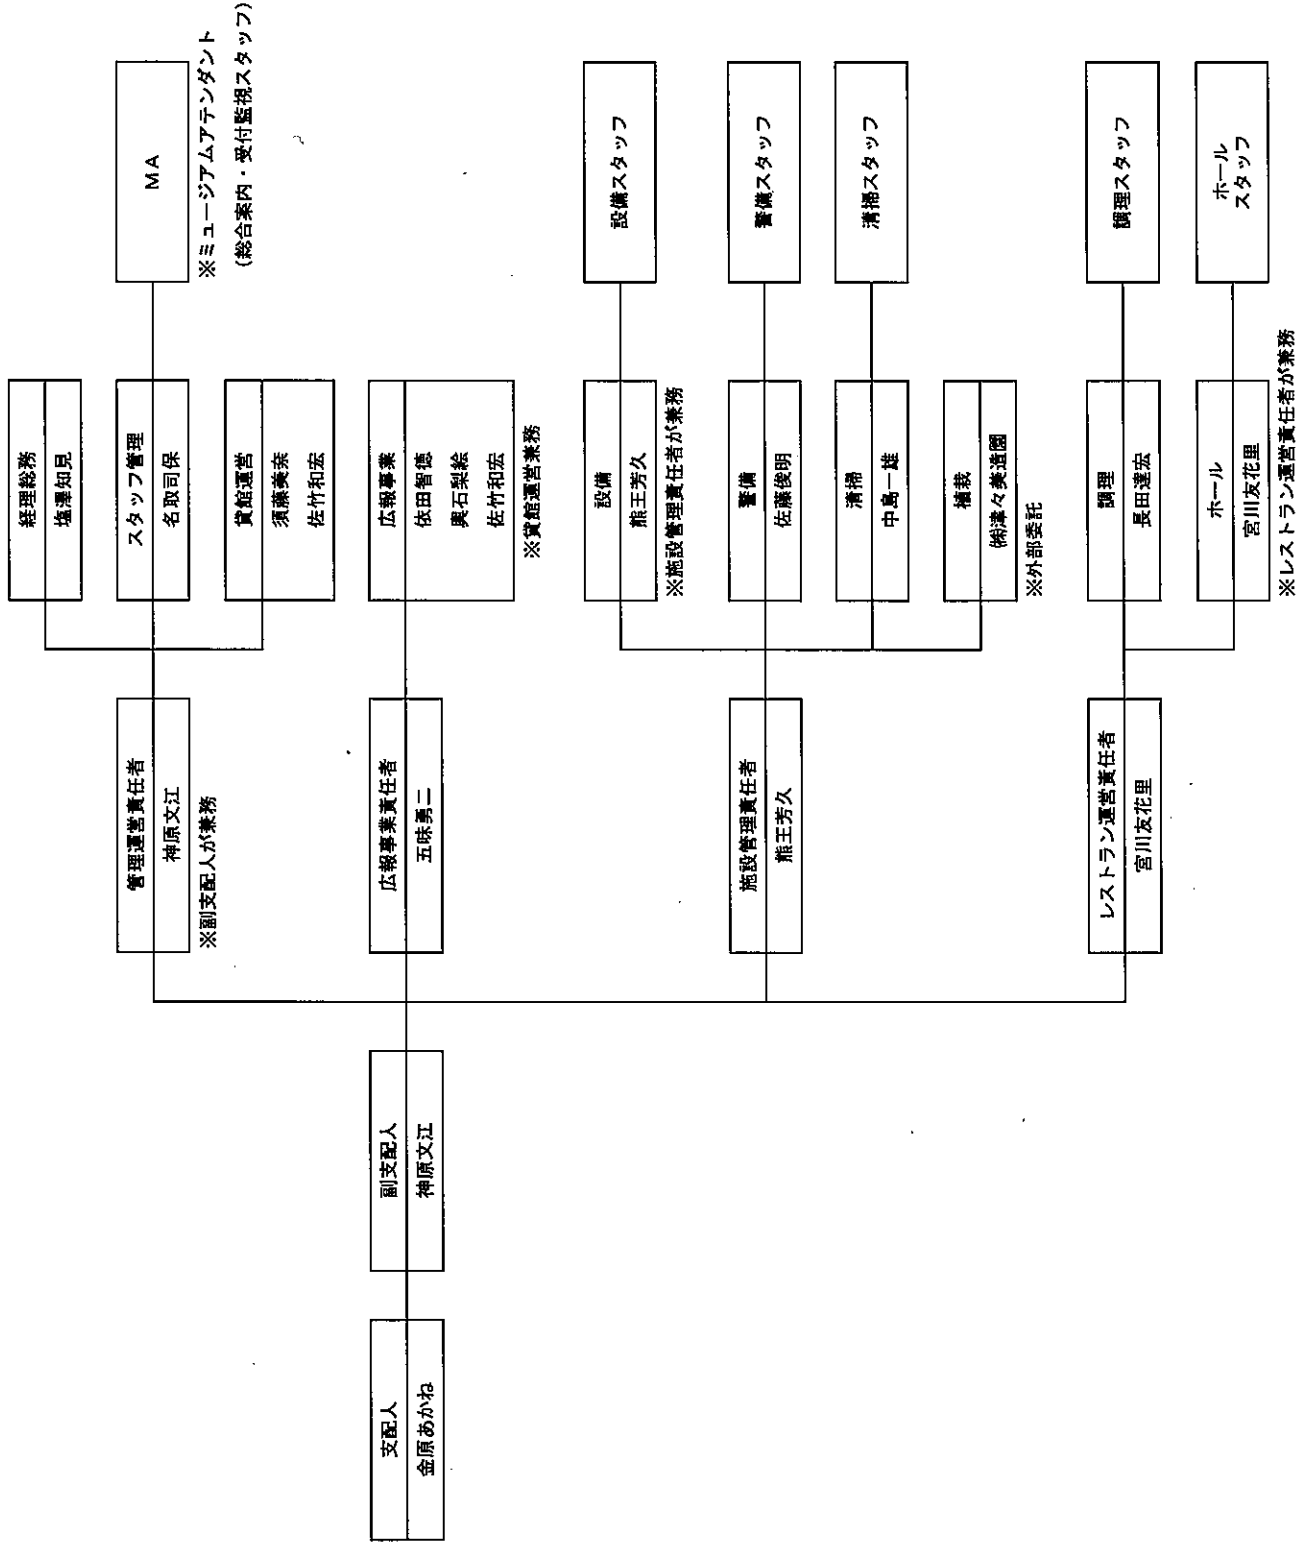 支配人
金原あかね
副支配人
神原文江
管理運営責任者
神原文江
※副支配人が兼務
経理総務
塩澤知見
スタッフ管理
名取司保
貸館運営
須藤美奈
佐竹和宏
MA
※ミュージアムアテンダント
(総合案内・受付監視スタッフ)
広報事業責任者
五味勇二
広報事業
依田智徳
輿石梨絵
佐竹和宏
※貸館運営兼務
施設管理責任者
熊王芳久
設備
熊王芳久
※施設管理責任者が兼務
設備スタッフ
警備
佐藤俊明
警備スタッフ
清掃
中島一雄
清掃スタッフ
植栽
㈱津々美造園
※外部委託
レストラン運営責任者
宮川友花里
調理
長田達宏
調理スタッフ
ホール
宮川友花里
※レストラン運営責任者が兼務
ホール
スタッフ